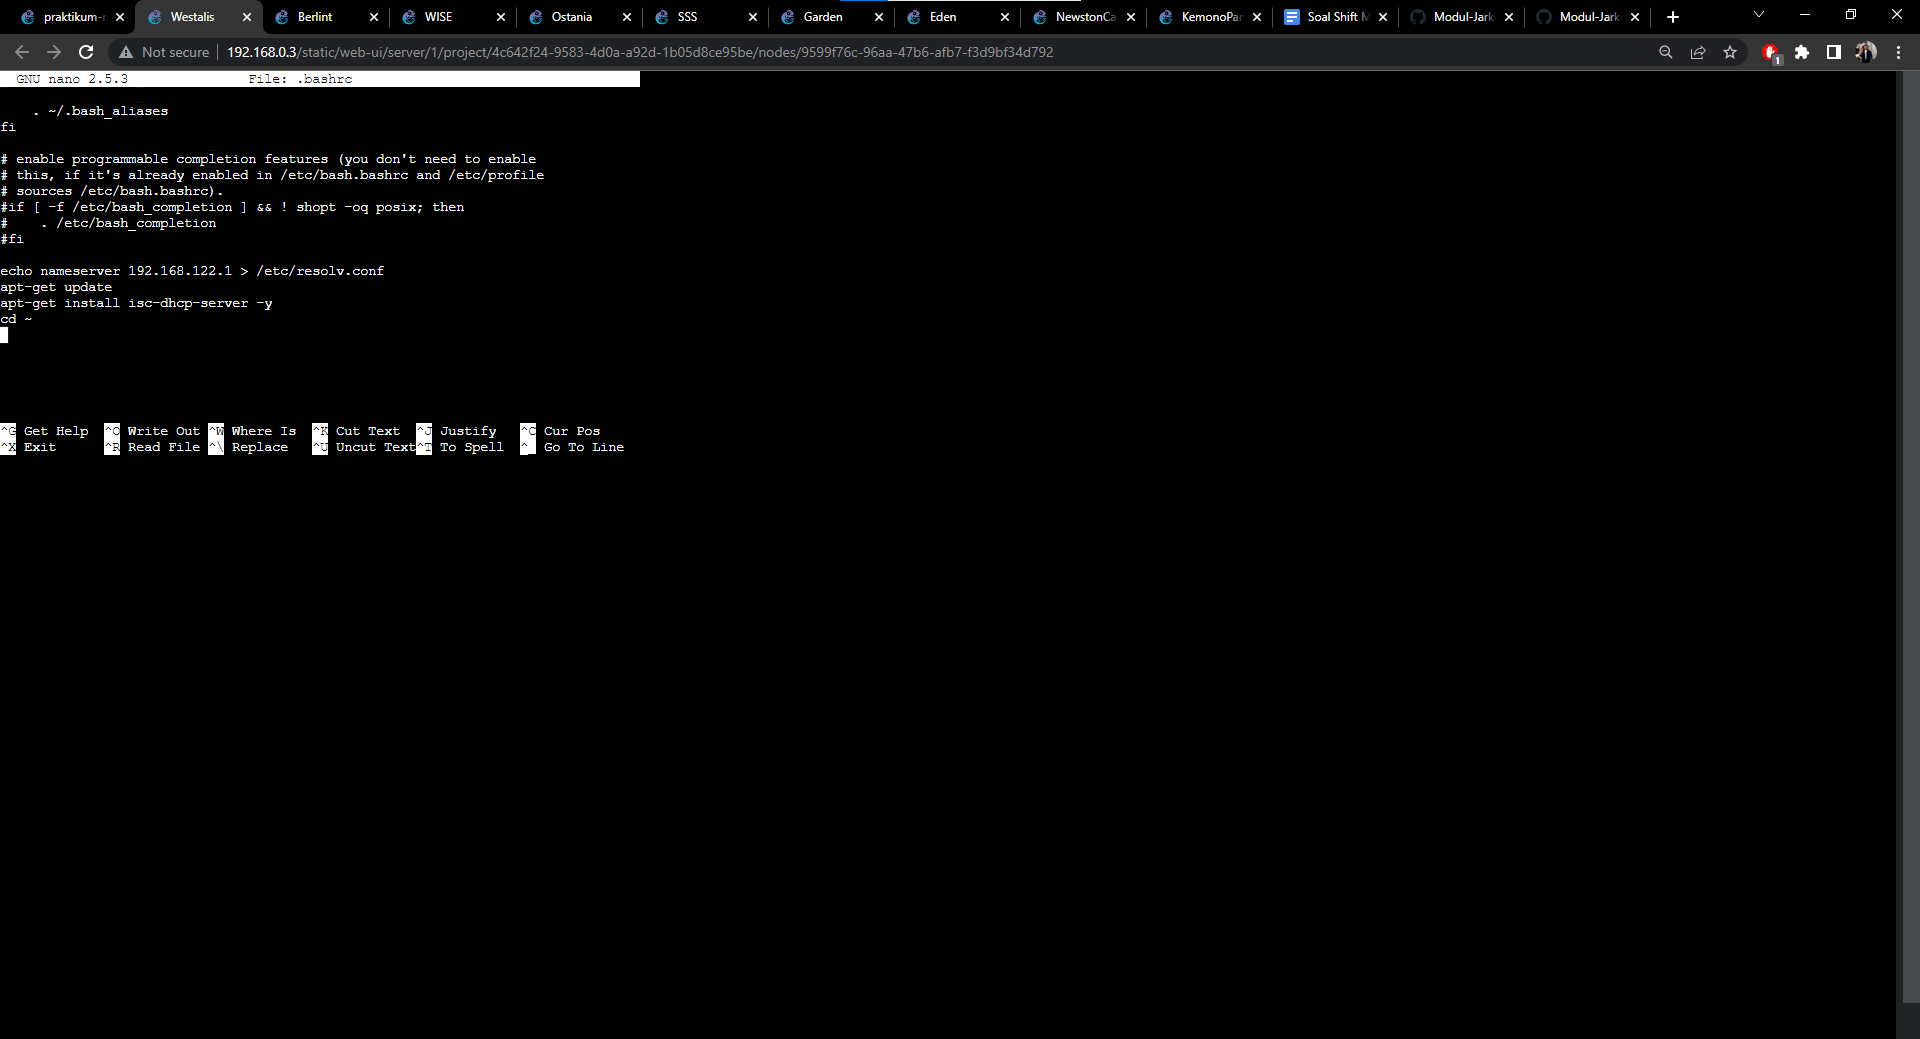 praktikum-r
Westalis
Berlint
WISE
Ostania
SSS
Garden
Eden
NewstonCa
KemonoPar
Soal Shift M
Modul-Jark
Modul-Jark
Not secure
192.168.0.3/static/web-ui/server/1/project/4c642f24-9583-4d0a-a92d-1b05d8ce95be/nodes/9599f76c-96aa-47b6-afb7-f3d9bf34d792
1
GNU nano 2.5.3 File: .bashrc
. ~/.bash_aliases
fi
# enable programmable completion features (you don't need to enable
# this, if it's already enabled in /etc/bash.bashrc and /etc/profile
# sources /etc/bash.bashrc).
#if [ -f /etc/bash_completion ] && ! shopt -oq posix; then
# . /etc/bash_completion
#fi
echo nameserver 192.168.122.1 > /etc/resolv.conf
apt-get update
apt-get install isc-dhcp-server -y
cd ~
^G Get Help ^O Write Out ^W Where Is ^K Cut Text ^J Justify ^C Cur Pos
^X Exit ^R Read File ^\ Replace ^U Uncut Text^T To Spell ^_ Go To Line